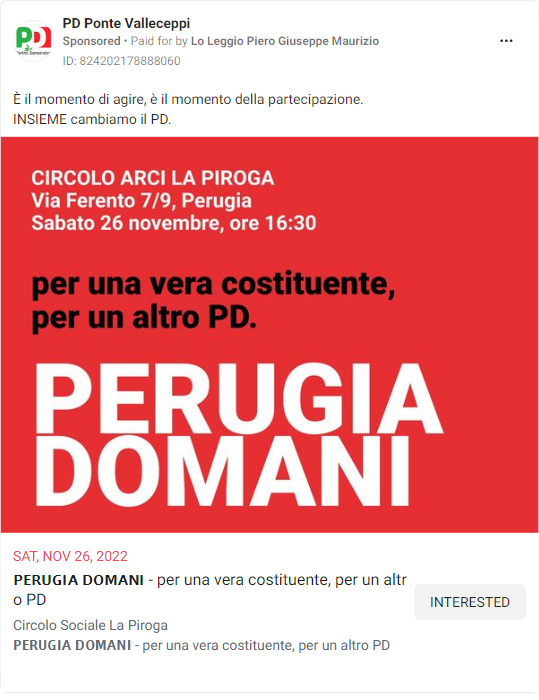 PD Ponte Valleceppi
Sponsored • Paid for by Lo Leggio Piero Giuseppe Maurizio
ID: 824202178888060
PD
Partito Democratico
È il momento di agire, è il momento della partecipazione.
INSIEME cambiamo il PD.
CIRCOLO ARCI LA PIROGA
Via Ferento 7/9, Perugia
Sabato 26 novembre, ore 16:30
per una vera costituente,
per un altro PD.
PERUGIA
DOMANI
SAT, NOV 26, 2022
PERUGIA DOMANI - per una vera costituente, per un altr
o PD
INTERESTED
Circolo Sociale La Piroga
PERUGIA DOMANI - per una vera costituente, per un altro PD